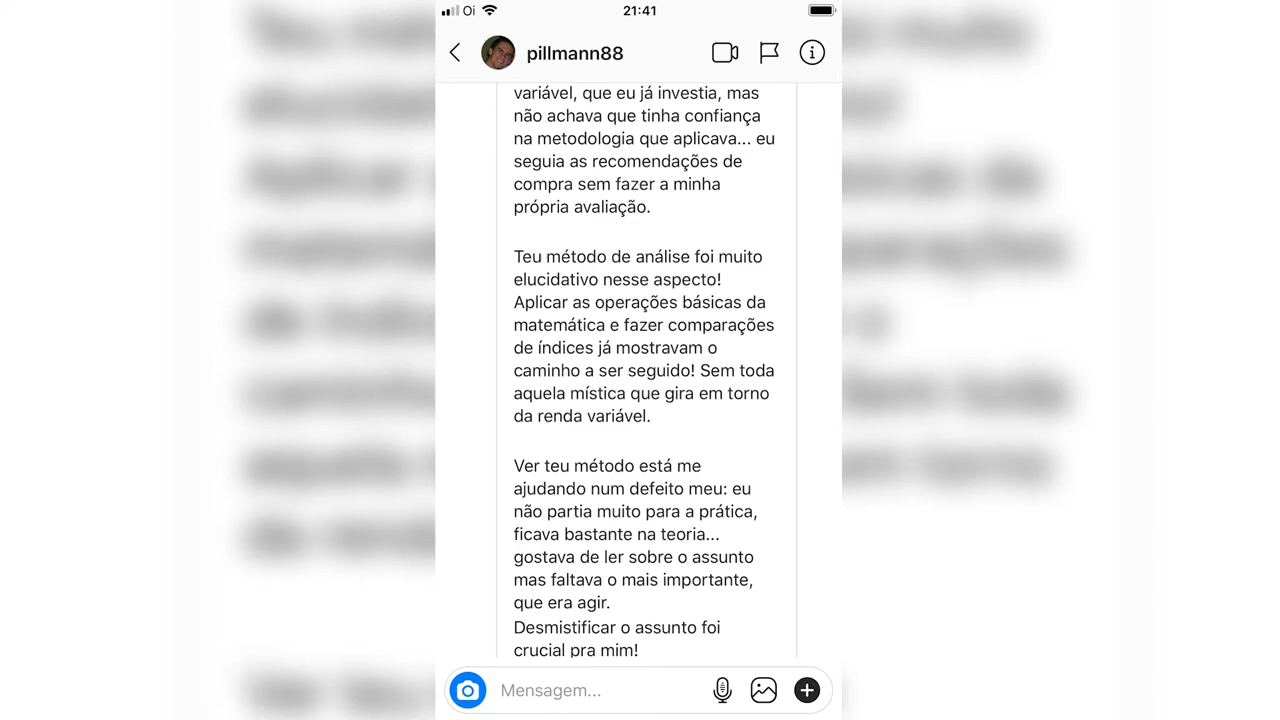 Oi
21:41
pillmann88
variável, que eu já investia, mas
não achava que tinha confiança
na metodologia que aplicava... eu
seguia as recomendações de
compra sem fazer a minha
própria avaliação.
Teu método de análise foi muito
elucidativo nesse aspecto!
Aplicar as operações básicas da
matemática e fazer comparações
de índices já mostravam o
caminho a ser seguido! Sem toda
aquela mística que gira em torno
da renda variável.
Ver teu método está me
ajudando num defeito meu: eu
não partia muito para a prática,
ficava bastante na teoria...
gostava de ler sobre o assunto
mas faltava o mais importante,
que era agir.
Desmistificar o assunto foi
crucial pra mim!
Mensagem...